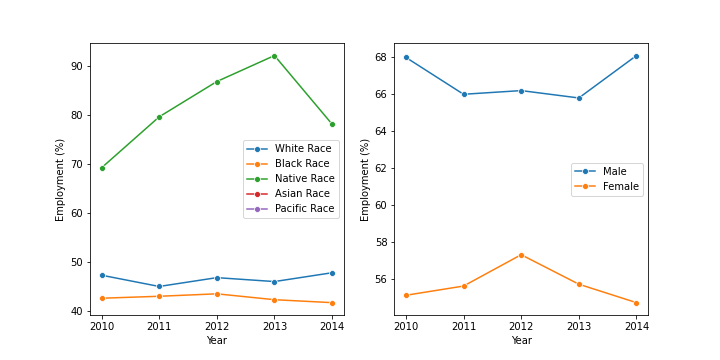 Employment (%)
90
80
70
60
50
40
2010 2011 2012 2013 2014
Year
White Race
Black Race
Native Race
Asian Race
Pacific Race
Employment (%)
68
66
64
62
60
58
56
2010 2011 2012 2013 2014
Year
Male
Female